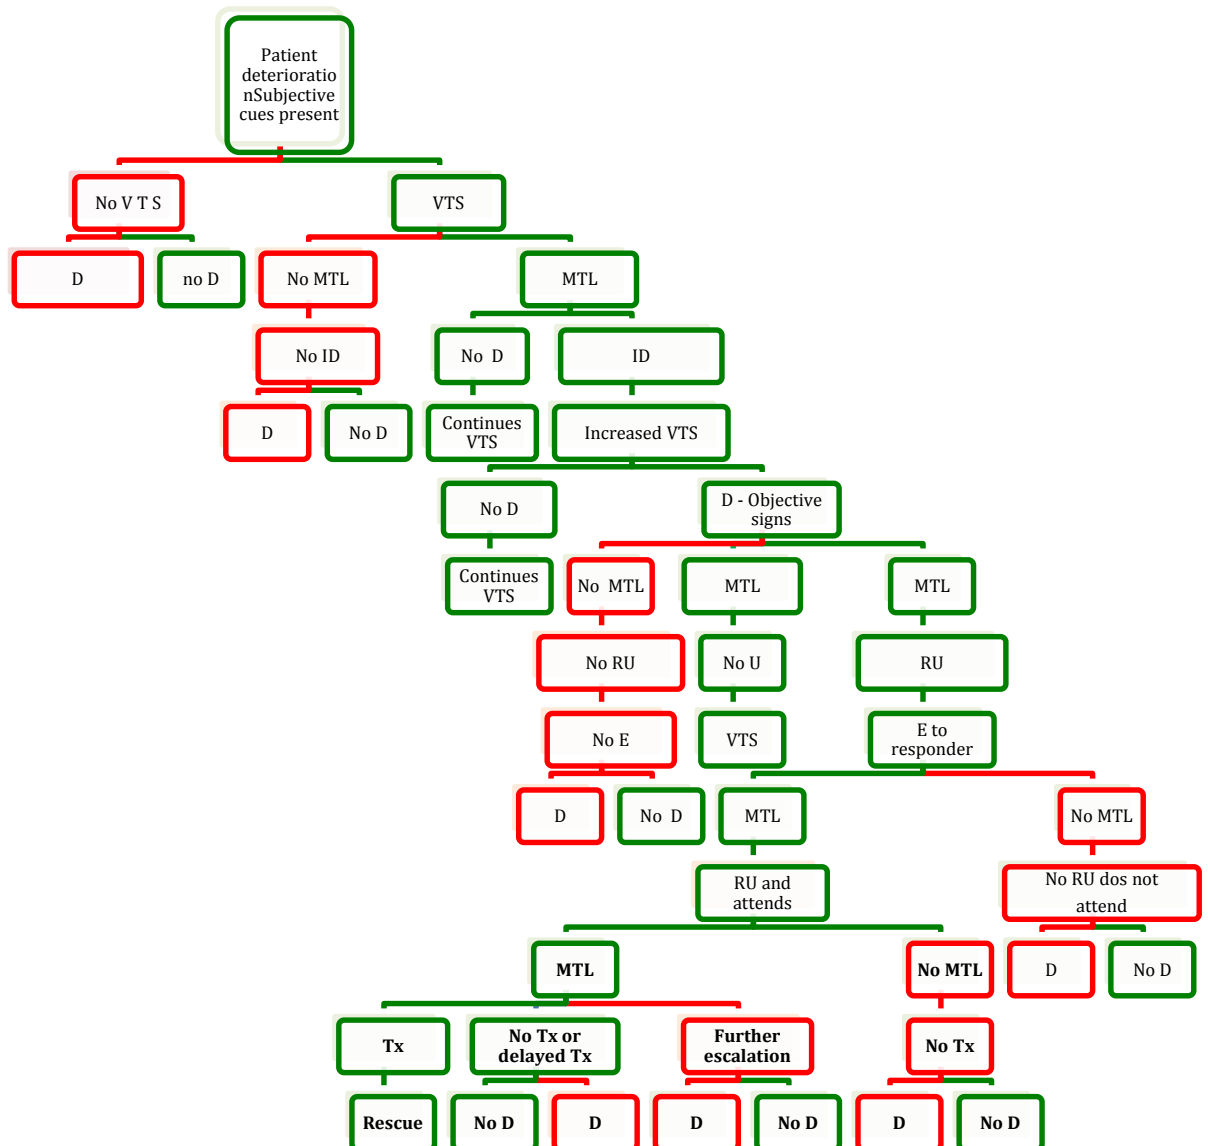 Patient
deterioratio
nSubjective
cues present
No V T S
VTS
D
no D
No MTL
MTL
No ID
No D
ID
D
No D
Continues
VTS
Increased VTS
No D
D - Objective
signs
Continues
VTS
No MTL
MTL
MTL
No RU
No U
RU
No E
VTS
E to
responder
D
No D
MTL
No MTL
RU and
attends
No RU dos not
attend
MTL
No MTL
D
No D
Tx
No Tx or
delayed Tx
Further
escalation
No Tx
Rescue
No D
D
D
No D
D
No D